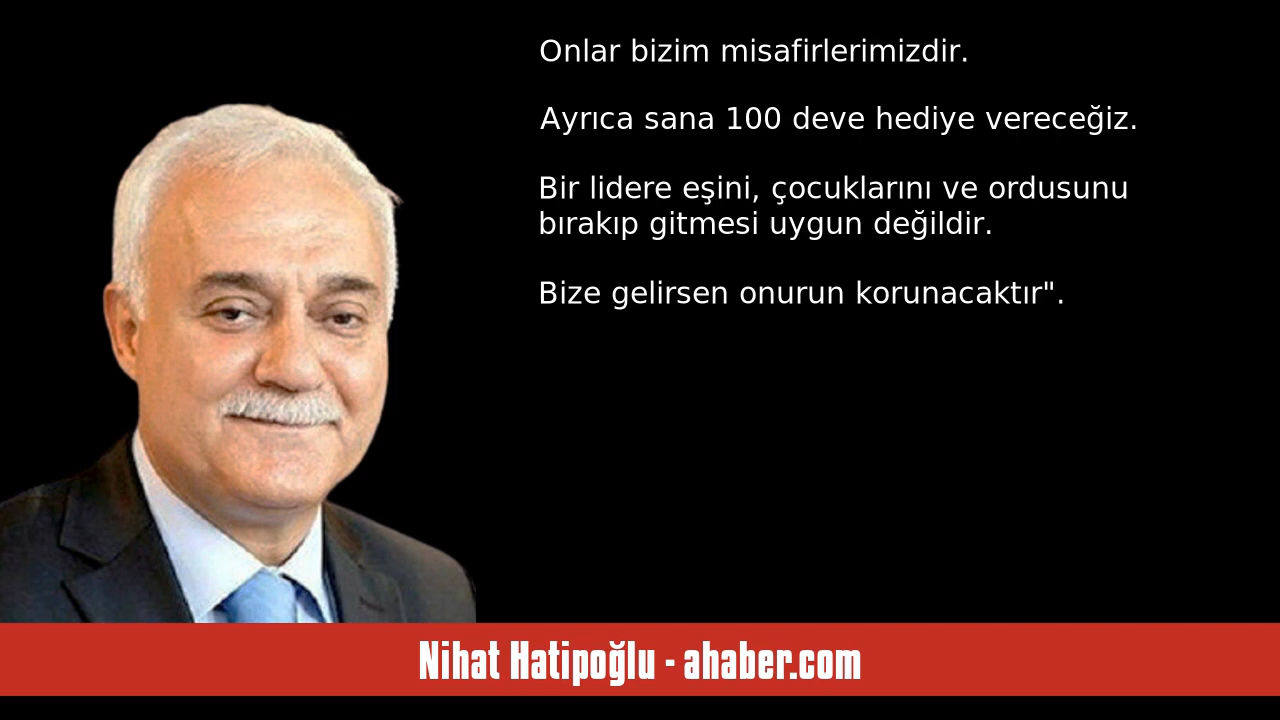 Onlar bizim misafirlerimizdir.
Ayrıca sana 100 deve hediye vereceğiz.
Bir lidere eşini, çocuklarını ve ordusunu
bırakıp gitmesi uygun değildir.
Bize gelirsen onurun korunacaktır".
Nihat Hatipoğlu - ahaber.com